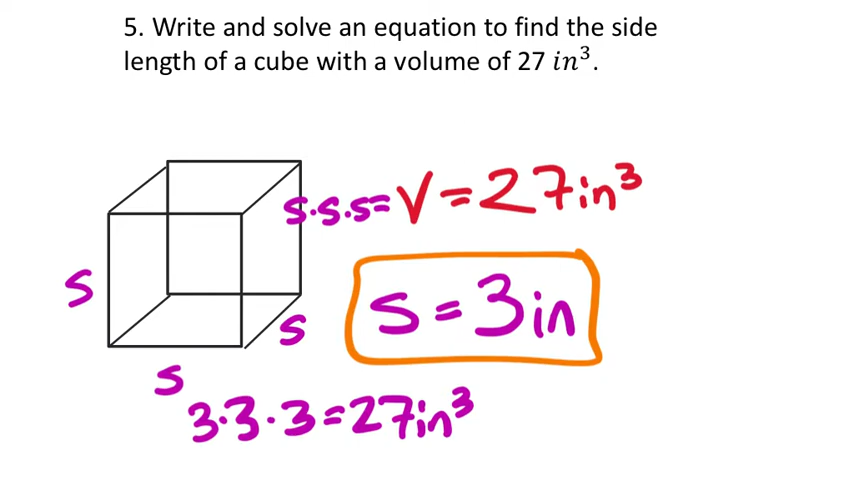 5. Write and solve an equation to find the side
length of a cube with a volume of 27 in³.
s·s·s=V=27in³
s
s=3in
s
s
3·3·3=27in³